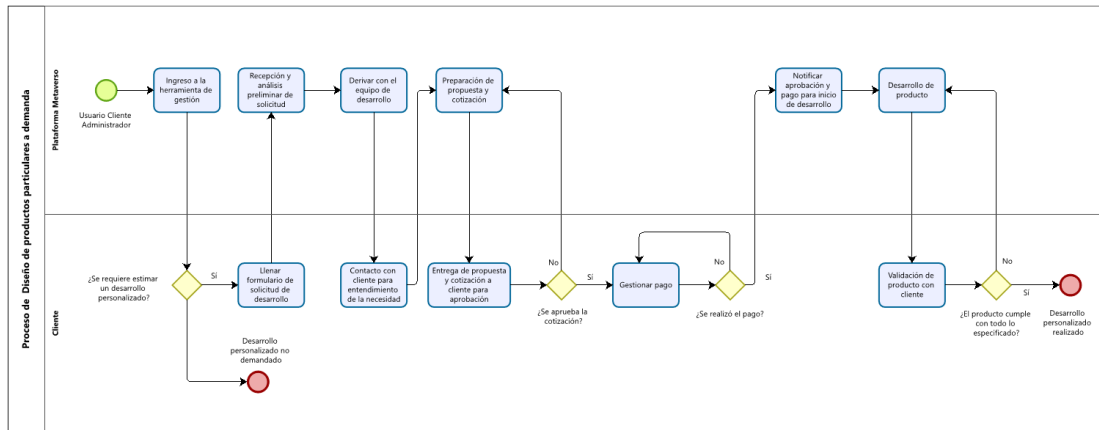 Proceso de Diseño de productos particulares a demanda
Plataforma Metaverso
Usuario Cliente
Administrador
Ingreso a la
herramienta de
gestión
Recepción y
análisis
preliminar de
solicitud
Derivar con el
equipo de
desarrollo
Preparación de
propuesta y
cotización
Notificar
aprobación y
pago para inicio
de desarrollo
Desarrollo de
producto
Cliente
¿Se requiere estimar
un desarrollo
personalizado?
Sí
Llenar
formulario de
solicitud de
desarrollo
Contacto con
cliente para
entendimiento
de la necesidad
Entrega de propuesta
y cotización a
cliente para
aprobación
No
Sí
¿Se aprueba la
cotización?
Gestionar pago
No
Si
¿Se realizó el pago?
Validación de
producto con
cliente
No
Sí
¿El producto cumple
con todo lo
especificado?
Desarrollo
personalizado
realizado
Desarrollo
personalizado no
demandado